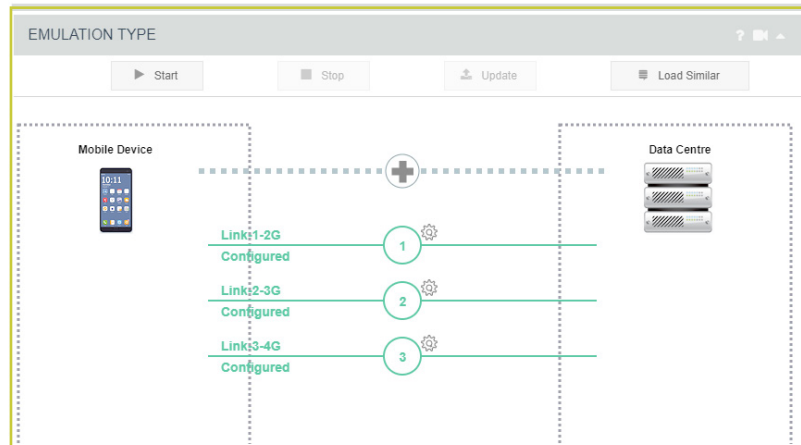 EMULATION TYPE
?
Start
Stop
Update
Load Similar
Mobile Device
Data Centre
10:11
Link:1-2G
Configured
1
Link:2-3G
Configured
2
Link:3-4G
Configured
3